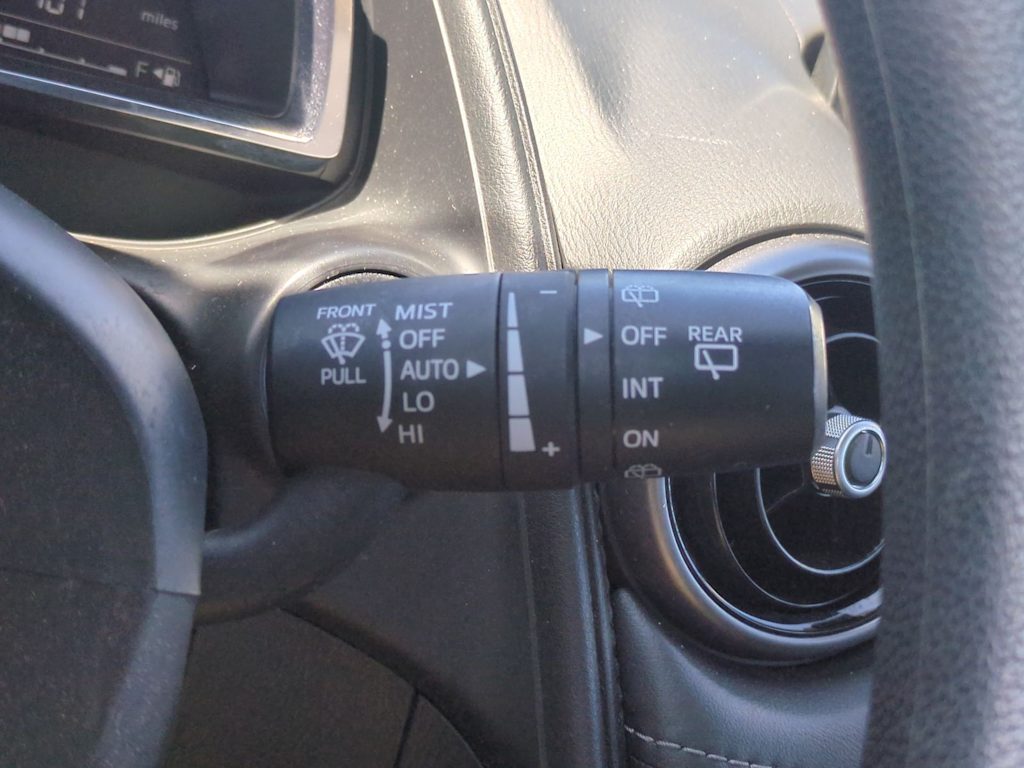 miles
F
FRONT
PULL
MIST
OFF
AUTO
LO
HI
−
+
OFF
INT
ON
REAR